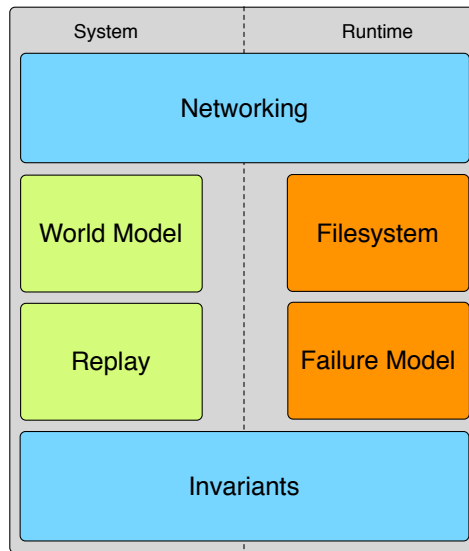 System
Runtime
Networking
World Model
Filesystem
Replay
Failure Model
Invariants